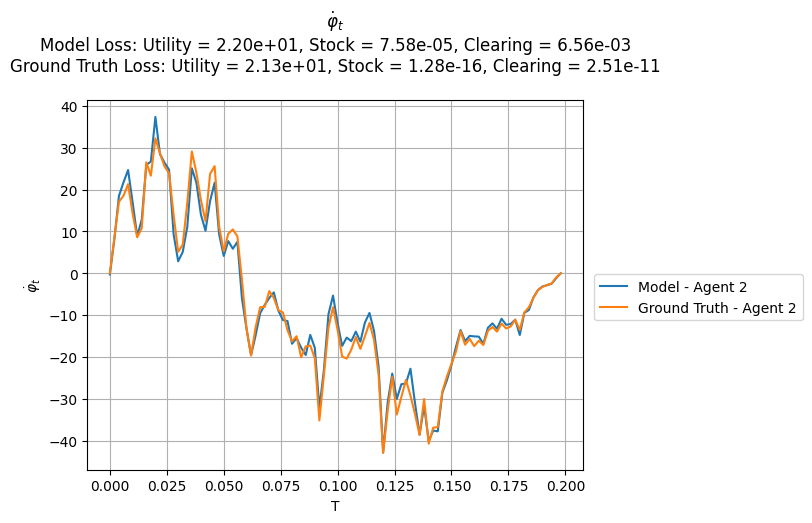 φ̇ₜ
Model Loss: Utility = 2.20e+01, Stock = 7.58e-05, Clearing = 6.56e-03
Ground Truth Loss: Utility = 2.13e+01, Stock = 1.28e-16, Clearing = 2.51e-11
40
30
20
10
0
−10
−20
−30
−40
φ̇ₜ
0.000
0.025
0.050
0.075
0.100
0.125
0.150
0.175
0.200
T
Model - Agent 2
Ground Truth - Agent 2